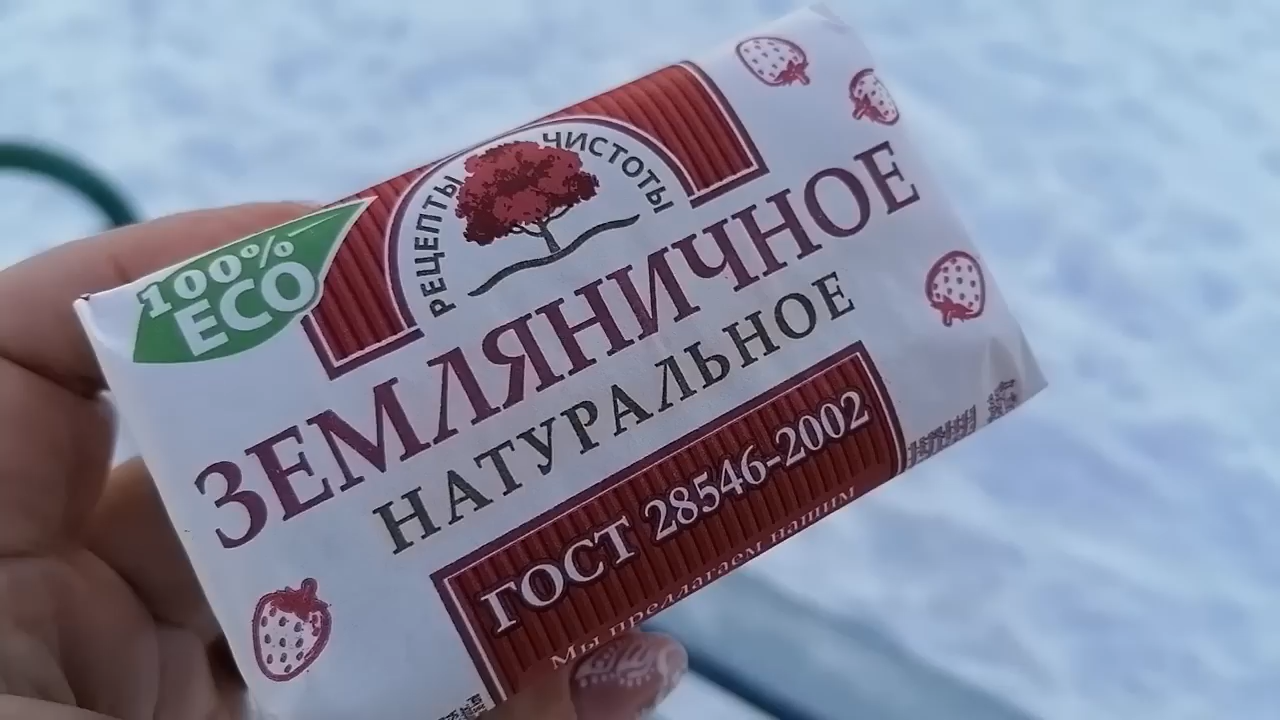 100%
ECO
РЕЦЕПТЫ ЧИСТОТЫ
ЗЕМЛЯНИЧНОЕ
НАТУРАЛЬНОЕ
ГОСТ 28546-2002
Мы предлагаем нашим